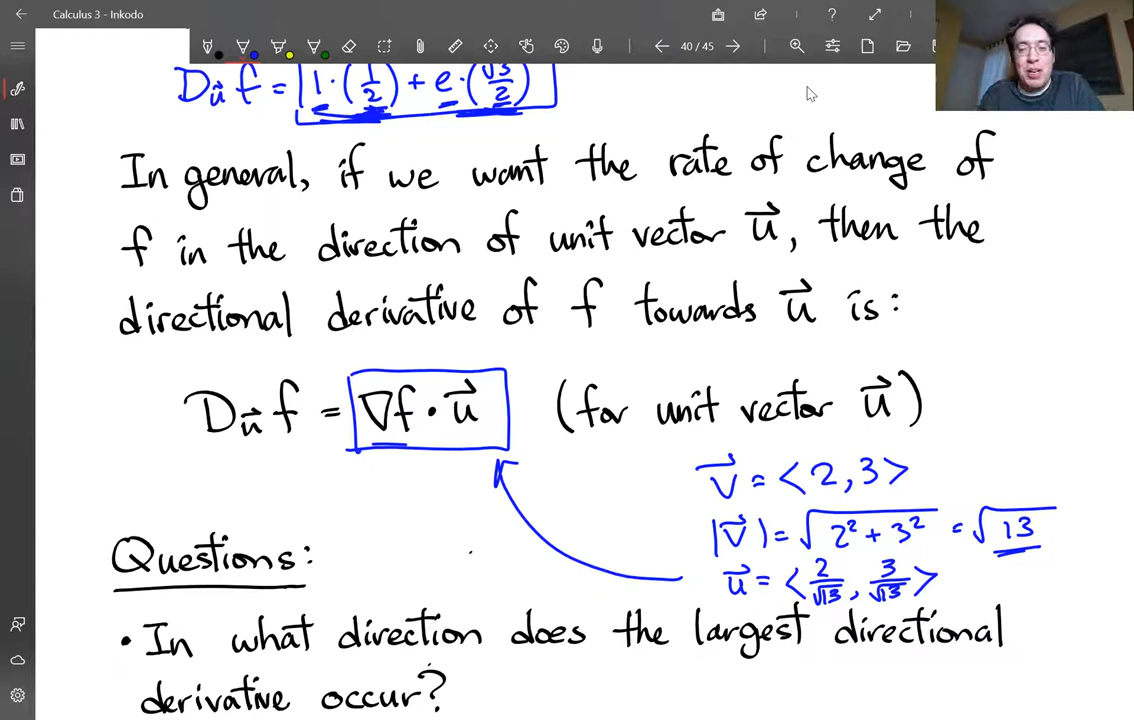 Calculus 3 - Inkodo
40 / 45
D_u⃗ f = 1·(1/2) + e·(√3/2)
In general, if we want the rate of change of
f in the direction of unit vector u⃗, then the
directional derivative of f towards u⃗ is:
D_u⃗ f = ∇f · u⃗ (for unit vector u⃗)
v⃗ = <2, 3>
|v⃗| = √(2² + 3²) = √13
u⃗ = <2/√13, 3/√13>
Questions:
• In what direction does the largest directional
derivative occur?